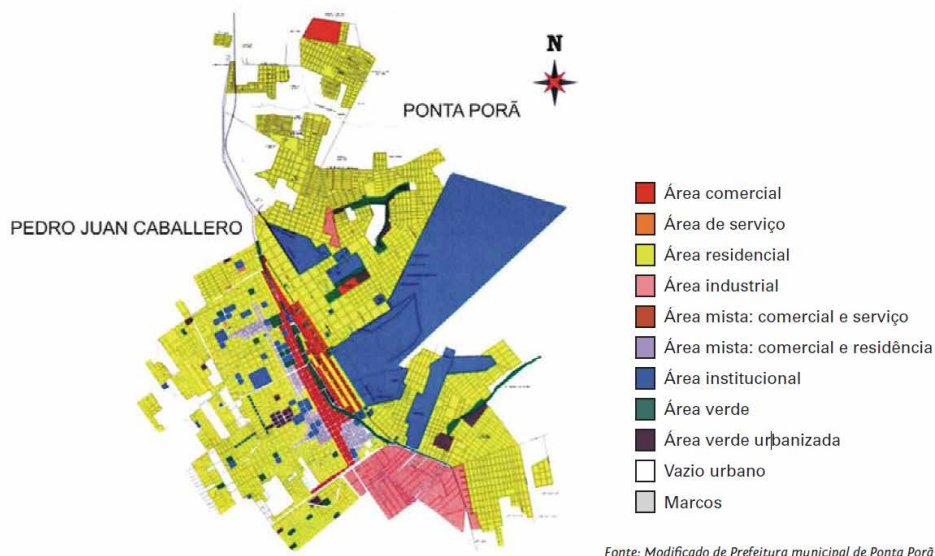 N
PONTA PORÃ
PEDRO JUAN CABALLERO
Área comercial
Área de serviço
Área residencial
Área industrial
Área mista: comercial e serviço
Área mista: comercial e residência
Área institucional
Área verde
Área verde urbanizada
Vazio urbano
Marcos
Fonte: Modificado de Prefeitura municipal de Ponta Porã